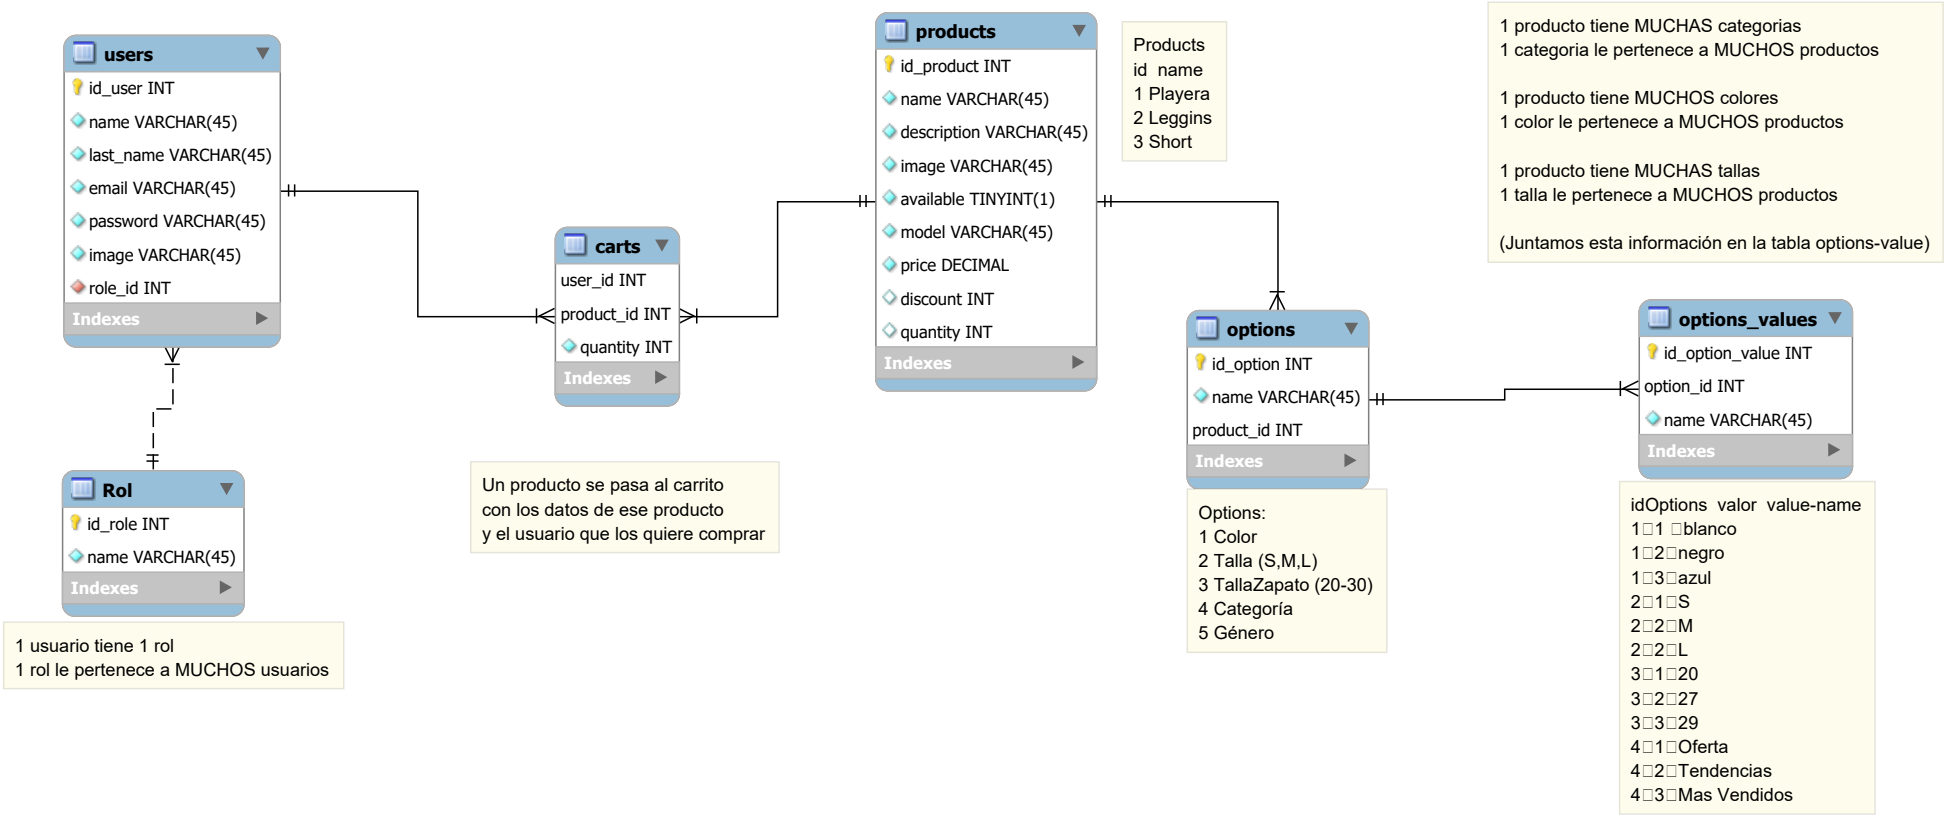 users
id_user INT
name VARCHAR(45)
last_name VARCHAR(45)
email VARCHAR(45)
password VARCHAR(45)
image VARCHAR(45)
role_id INT
Indexes
Rol
id_role INT
name VARCHAR(45)
Indexes
1 usuario tiene 1 rol
1 rol le pertenece a MUCHOS usuarios
carts
user_id INT
product_id INT
quantity INT
Indexes
Un producto se pasa al carrito
con los datos de ese producto
y el usuario que los quiere comprar
products
id_product INT
name VARCHAR(45)
description VARCHAR(45)
image VARCHAR(45)
available TINYINT(1)
model VARCHAR(45)
price DECIMAL
discount INT
quantity INT
Indexes
Products
id name
1 Playera
2 Leggins
3 Short
options
id_option INT
name VARCHAR(45)
product_id INT
Indexes
Options:
1 Color
2 Talla (S,M,L)
3 TallaZapato (20-30)
4 Categoría
5 Género
1 producto tiene MUCHAS categorias
1 categoria le pertenece a MUCHOS productos
1 producto tiene MUCHOS colores
1 color le pertenece a MUCHOS productos
1 producto tiene MUCHAS tallas
1 talla le pertenece a MUCHOS productos
(Juntamos esta información en la tabla options-value)
options_values
id_option_value INT
option_id INT
name VARCHAR(45)
Indexes
idOptions valor value-name
1□1 □blanco
1□2□negro
1□3□azul
2□1□S
2□2□M
2□2□L
3□1□20
3□2□27
3□3□29
4□1□Oferta
4□2□Tendencias
4□3□Mas Vendidos